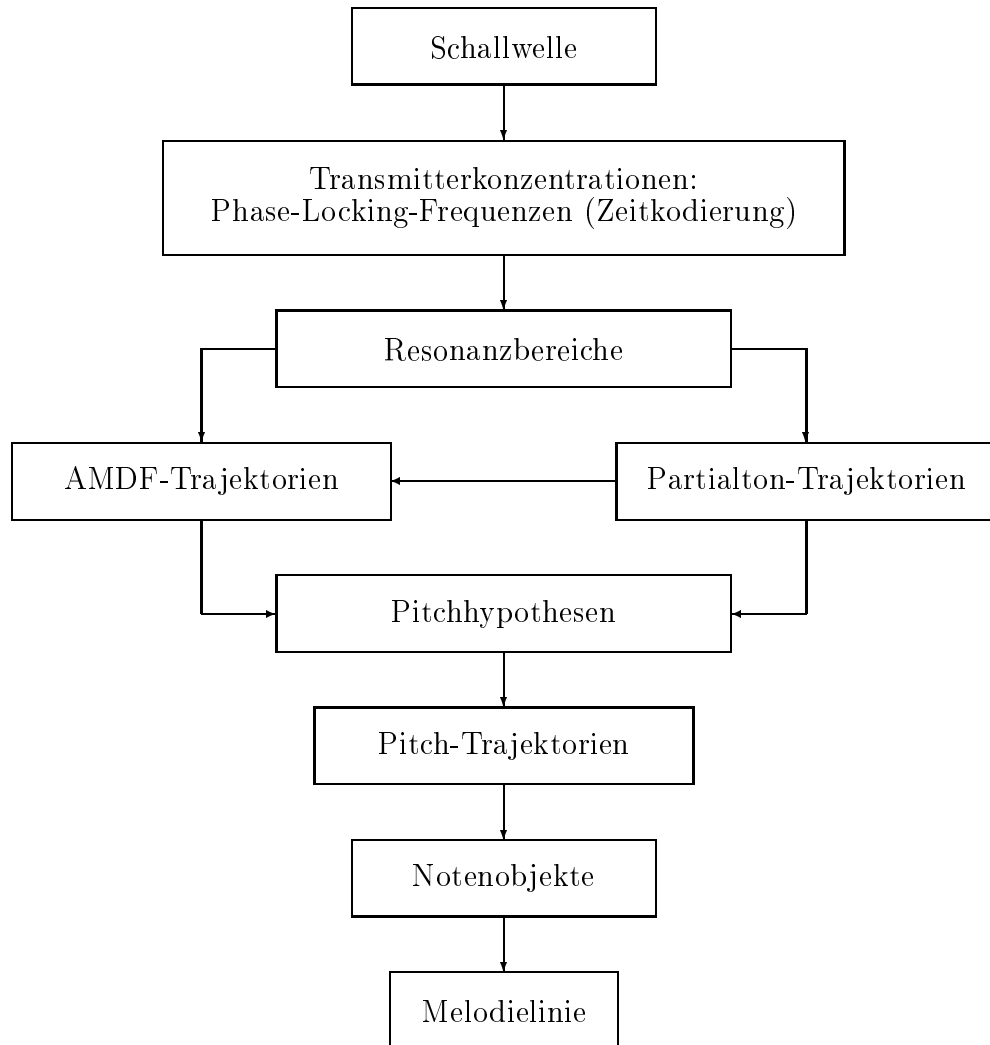 Schallwelle
Transmitterkonzentrationen:
Phase-Locking-Frequenzen (Zeitkodierung)
Resonanzbereiche
AMDF-Trajektorien
Partialton-Trajektorien
Pitchhypothesen
Pitch-Trajektorien
Notenobjekte
Melodielinie